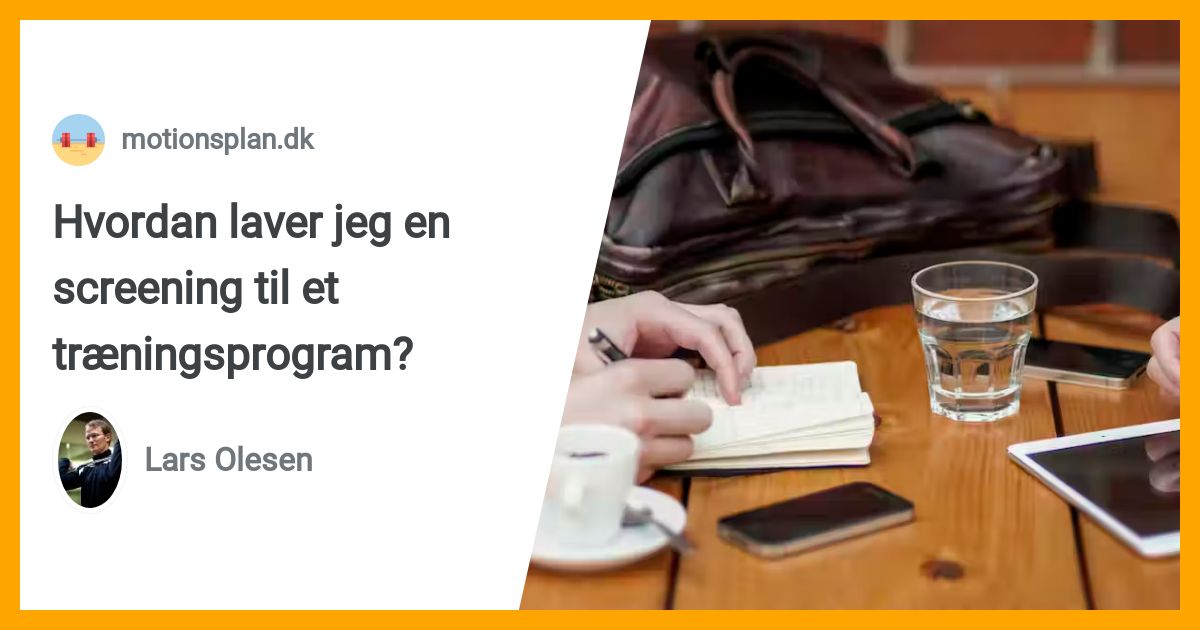 motionsplan.dk
Hvordan laver jeg en
screening til et
træningsprogram?
Lars Olesen